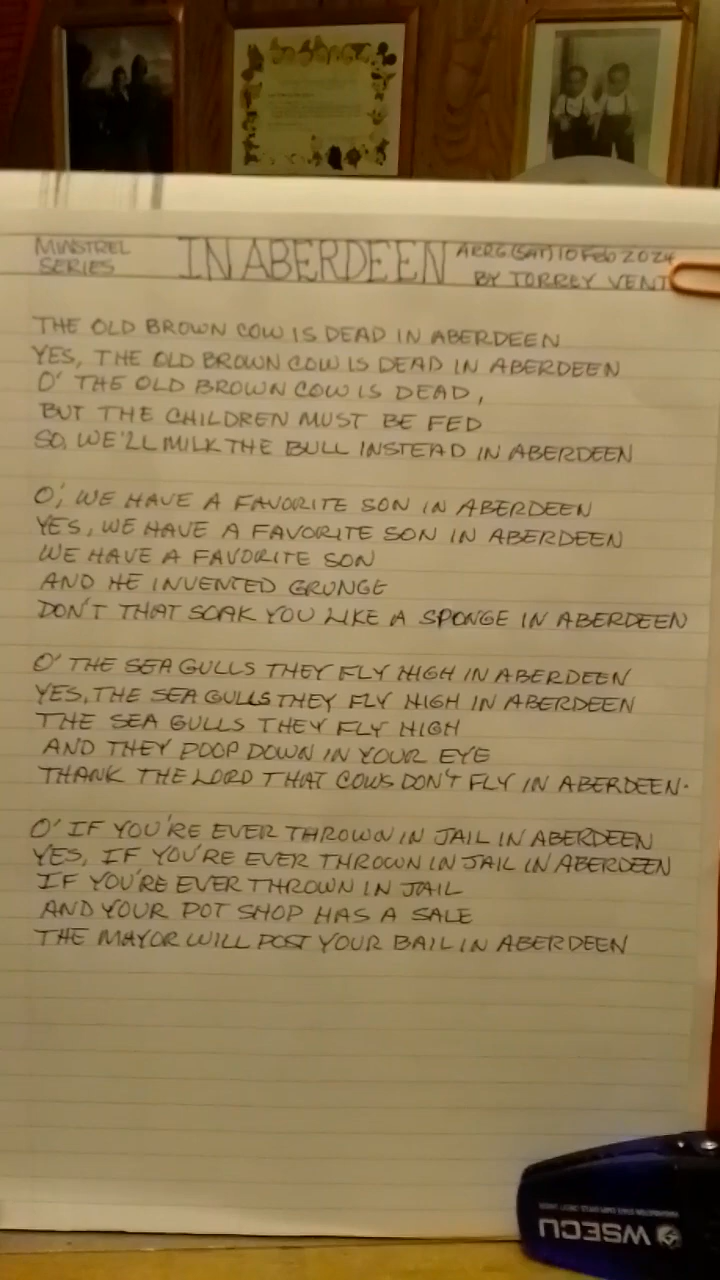 MINSTREL
SERIES
IN ABERDEEN
ARRG (SAT) 10 Feb 2024
BY TORREY VENT
THE OLD BROWN COW IS DEAD IN ABERDEEN
YES, THE OLD BROWN COW IS DEAD IN ABERDEEN
O' THE OLD BROWN COW IS DEAD,
BUT THE CHILDREN MUST BE FED
SO, WE'LL MILK THE BULL INSTEAD IN ABERDEEN
O', WE HAVE A FAVORITE SON IN ABERDEEN
YES, WE HAVE A FAVORITE SON IN ABERDEEN
WE HAVE A FAVORITE SON
AND HE INVENTED GRUNGE
DON'T THAT SOAK YOU LIKE A SPONGE IN ABERDEEN
O' THE SEA GULLS THEY FLY HIGH IN ABERDEEN
YES, THE SEA GULLS THEY FLY HIGH IN ABERDEEN
THE SEA GULLS THEY FLY HIGH
AND THEY POOP DOWN IN YOUR EYE
THANK THE LORD THAT COWS DON'T FLY IN ABERDEEN.
O' IF YOU'RE EVER THROWN IN JAIL IN ABERDEEN
YES, IF YOU'RE EVER THROWN IN JAIL IN ABERDEEN
IF YOU'RE EVER THROWN IN JAIL
AND YOUR POT SHOP HAS A SALE
THE MAYOR WILL POST YOUR BAIL IN ABERDEEN
WSECU